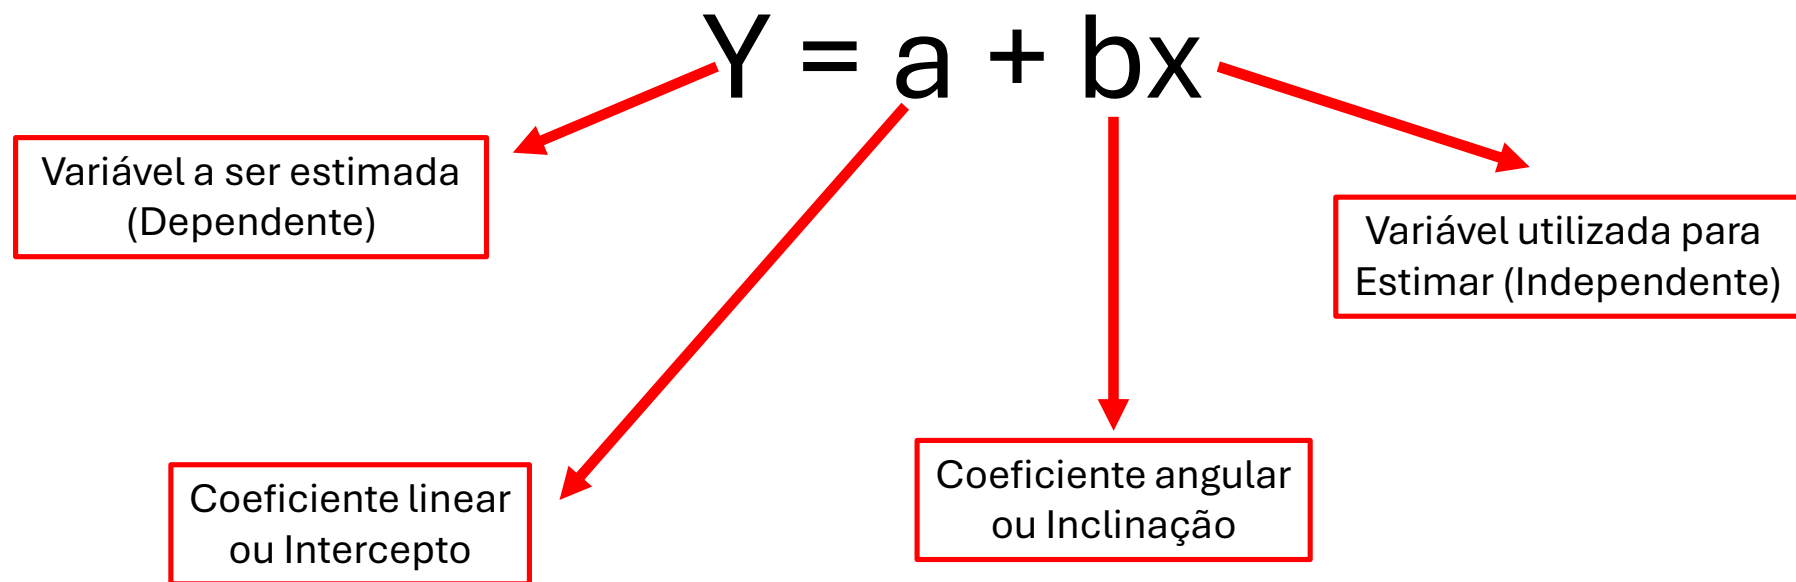 Y = a + bx
Variável a ser estimada
(Dependente)
Variável utilizada para
Estimar (Independente)
Coeficiente linear
ou Intercepto
Coeficiente angular
ou Inclinação